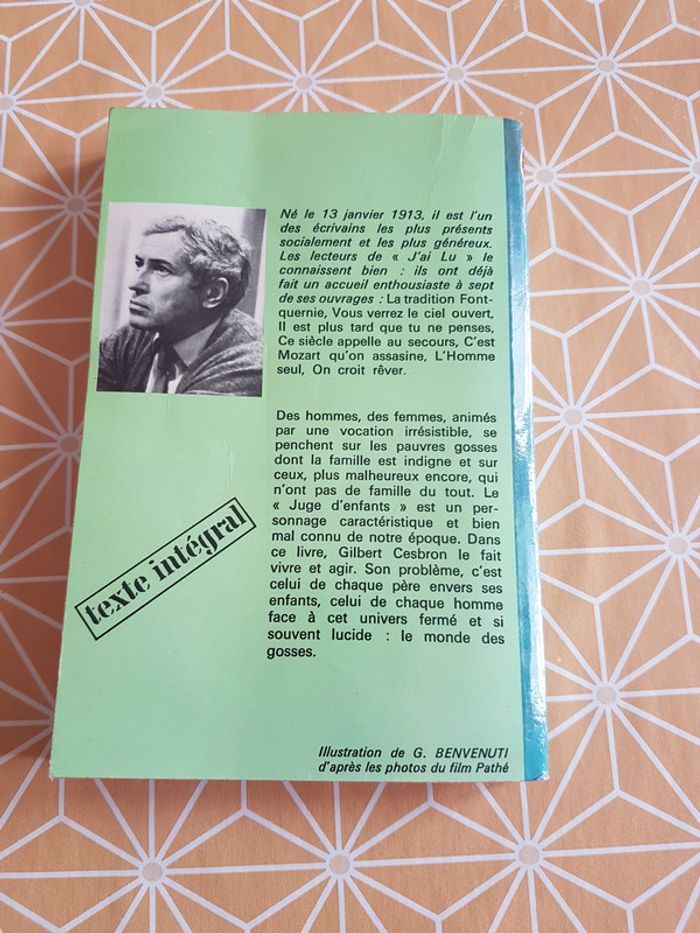 Né le 13 janvier 1913, il est l'un
des écrivains les plus présents
socialement et les plus généreux.
Les lecteurs de « J'ai Lu » le
connaissent bien : ils ont déjà
fait un accueil enthousiaste à sept
de ses ouvrages : La tradition Font-
quernie, Vous verrez le ciel ouvert,
Il est plus tard que tu ne penses,
Ce siècle appelle au secours, C'est
Mozart qu'on assasine, L'Homme
seul, On croit rêver.
Des hommes, des femmes, animés
par une vocation irrésistible, se
penchent sur les pauvres gosses
dont la famille est indigne et sur
ceux, plus malheureux encore, qui
n'ont pas de famille du tout. Le
« Juge d'enfants » est un per-
sonnage caractéristique et bien
mal connu de notre époque. Dans
ce livre, Gilbert Cesbron le fait
vivre et agir. Son problème, c'est
celui de chaque père envers ses
enfants, celui de chaque homme
face à cet univers fermé et si
souvent lucide : le monde des
gosses.
texte intégral
Illustration de G. BENVENUTI
d'après les photos du film Pathé